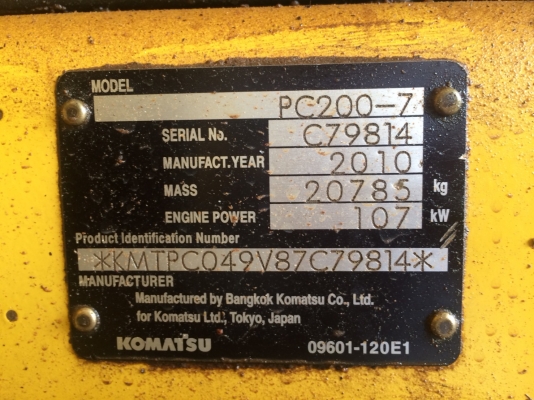 MODEL
PC200-7
SERIAL No. C79814
MANUFACT.YEAR 2010
MASS 20785 kg
ENGINE POWER 107 kW
Product Identification Number
*KMTPC049V87C79814*
MANUFACTURER
Manufactured by Bangkok Komatsu Co., Ltd.
for Komatsu Ltd., Tokyo, Japan
KOMATSU 09601-120E1